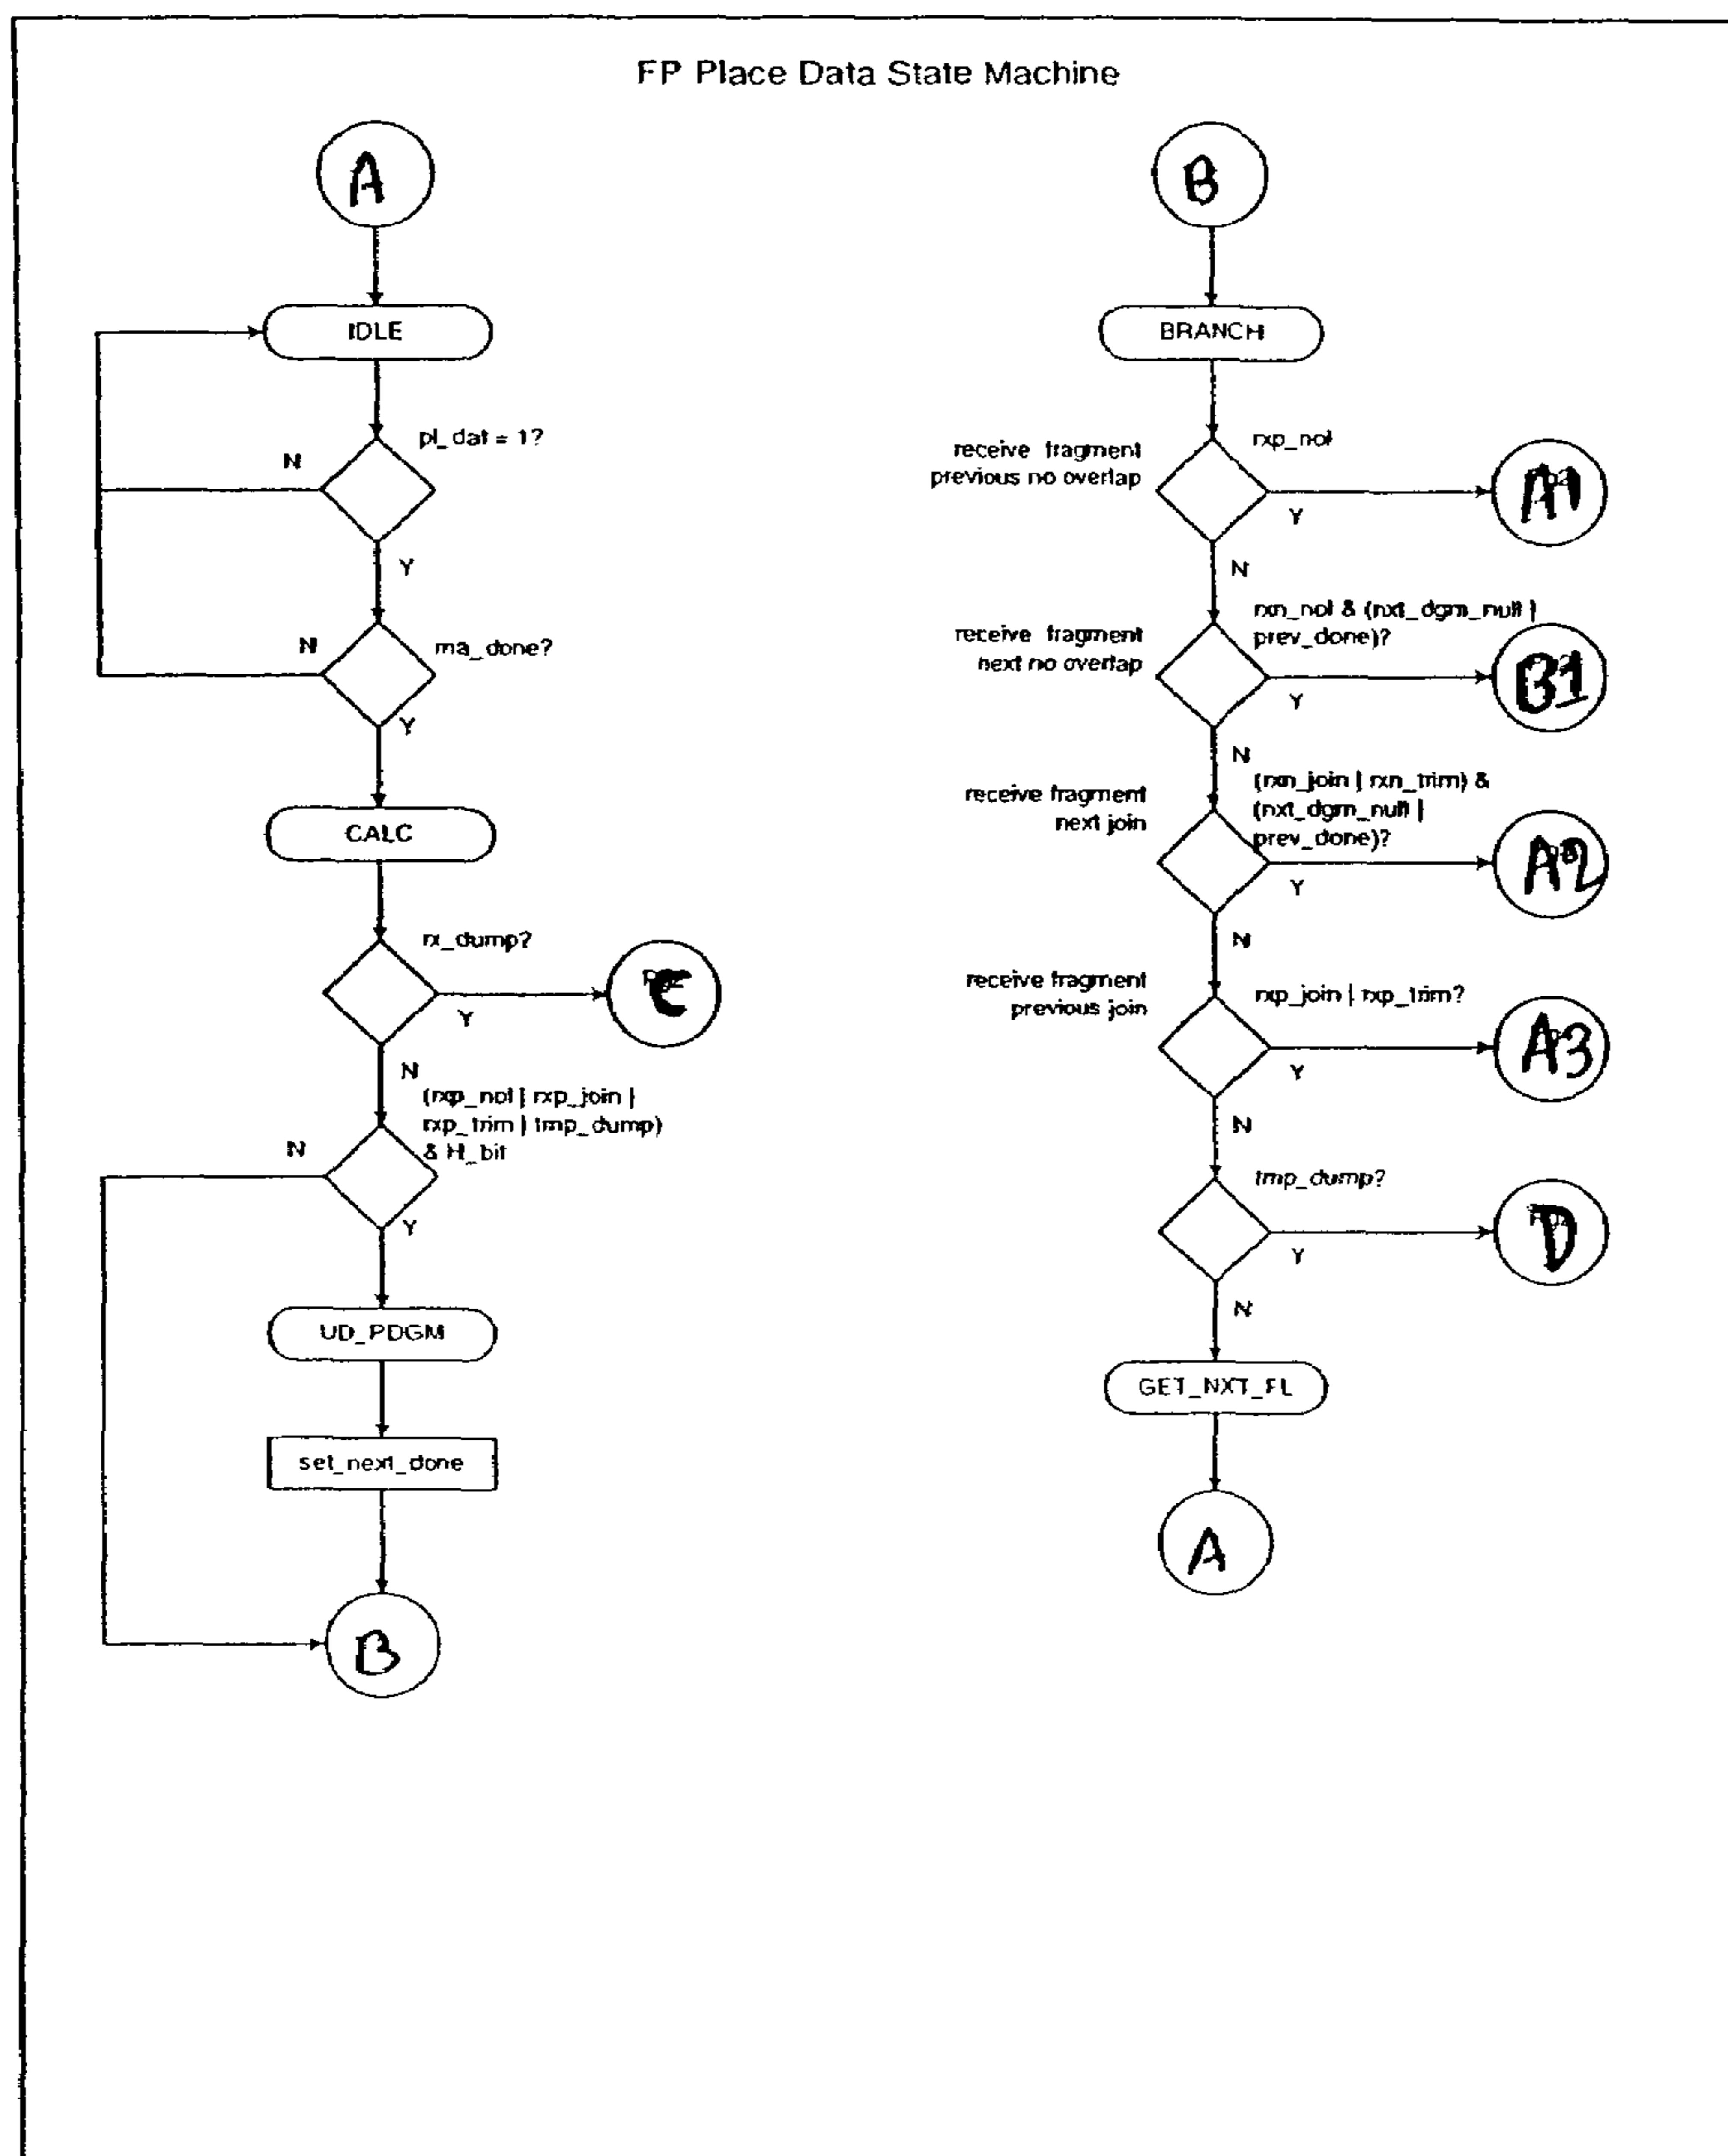 FP Place Data State Machine
A
IDLE
pl_dat = 1?
N
Y
N
ma_done?
Y
CALC
rx_dump?
C
Y
N
(rxp_nol | rxp_join |
rxp_trim | tmp_dump)
& H_bit
N
Y
UD_PDGM
set_next_done
B
B
BRANCH
rxp_nol
receive fragment
previous no overlap
A1
Y
N
rxn_nol & (nxt_dgm_null |
prev_done)?
receive fragment
next no overlap
B1
Y
N
(rxn_join | rxn_trim) &
(nxt_dgm_null |
prev_done)?
receive fragment
next join
A2
Y
N
receive fragment
previous join
rxp_join | rxp_trim?
A3
Y
N
tmp_dump?
D
Y
N
GET_NXT_FL
A